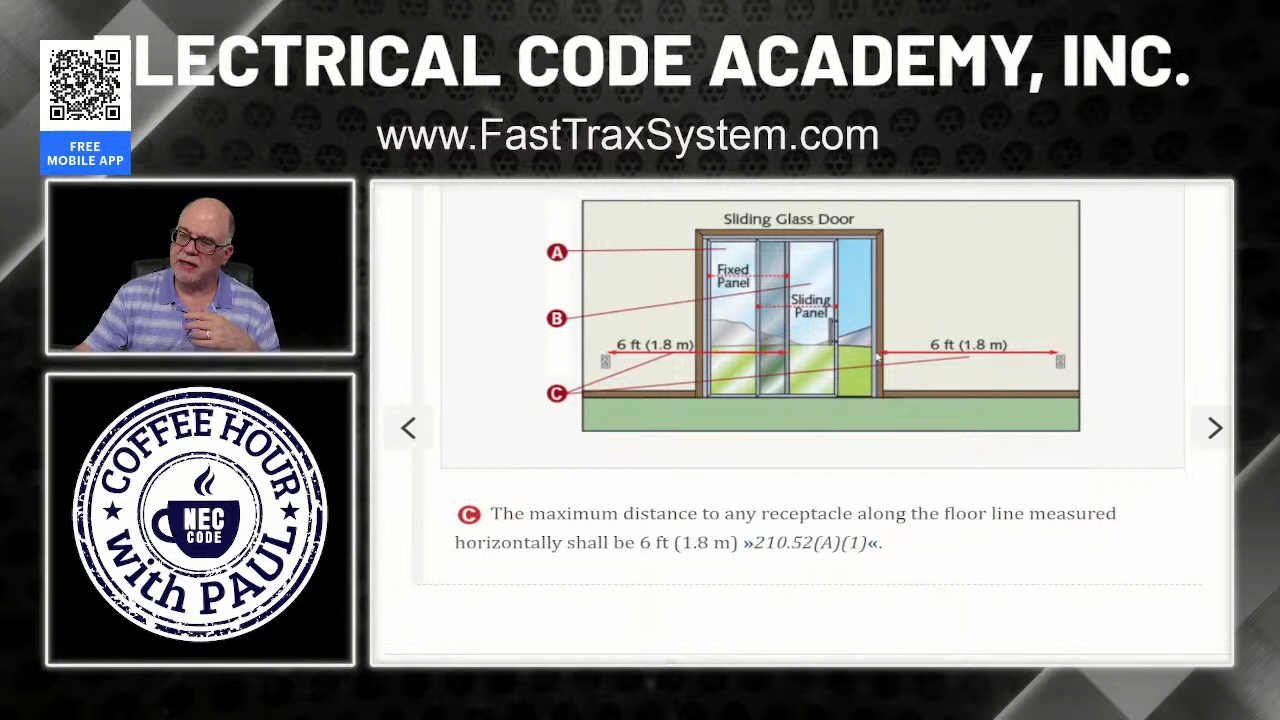 ELECTRICAL CODE ACADEMY, INC.
www.FastTraxSystem.com
FREE
MOBILE APP
Sliding Glass Door
A
Fixed
Panel
B
Sliding
Panel
6 ft (1.8 m)
6 ft (1.8 m)
C
C The maximum distance to any receptacle along the floor line measured
horizontally shall be 6 ft (1.8 m) »210.52(A)(1)«.
COFFEE HOUR
NEC
CODE
with PAUL